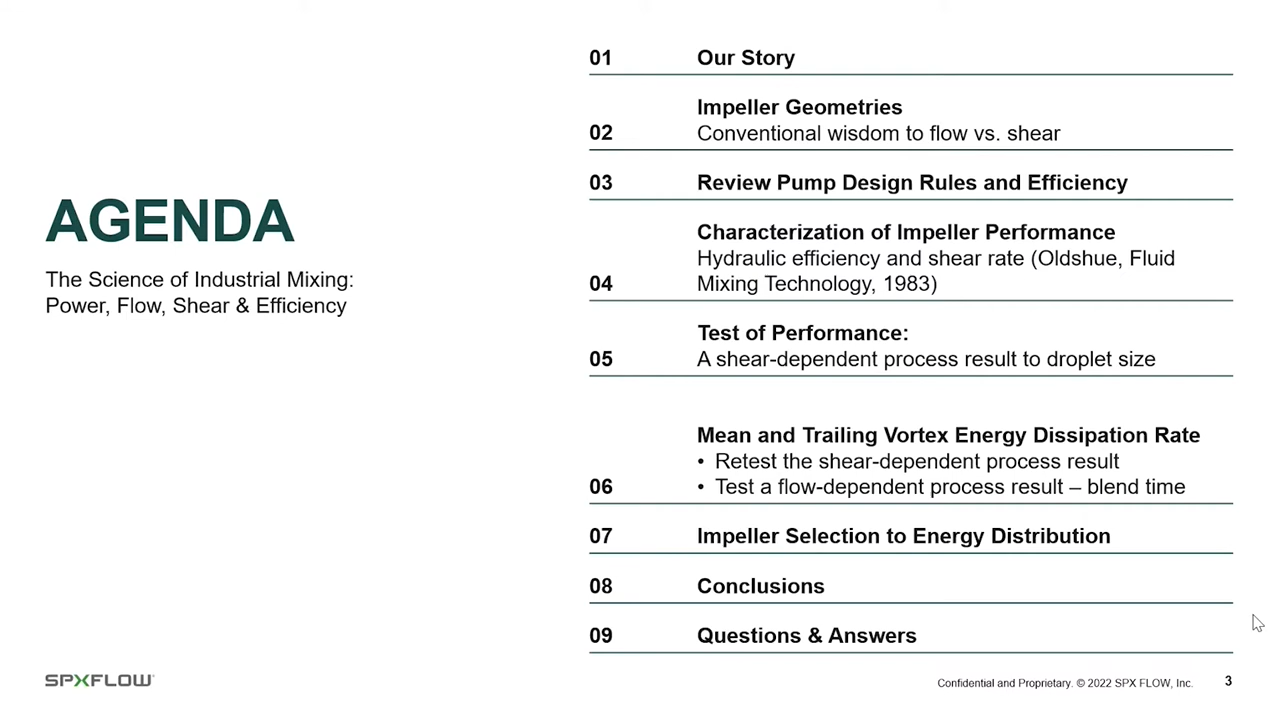 AGENDA
The Science of Industrial Mixing:
Power, Flow, Shear & Efficiency
01 Our Story
Impeller Geometries
02 Conventional wisdom to flow vs. shear
03 Review Pump Design Rules and Efficiency
Characterization of Impeller Performance
Hydraulic efficiency and shear rate (Oldshue, Fluid
04 Mixing Technology, 1983)
Test of Performance:
05 A shear-dependent process result to droplet size
Mean and Trailing Vortex Energy Dissipation Rate
• Retest the shear-dependent process result
06 • Test a flow-dependent process result – blend time
07 Impeller Selection to Energy Distribution
08 Conclusions
09 Questions & Answers
SPXFLOW
Confidential and Proprietary. © 2022 SPX FLOW, Inc. 3